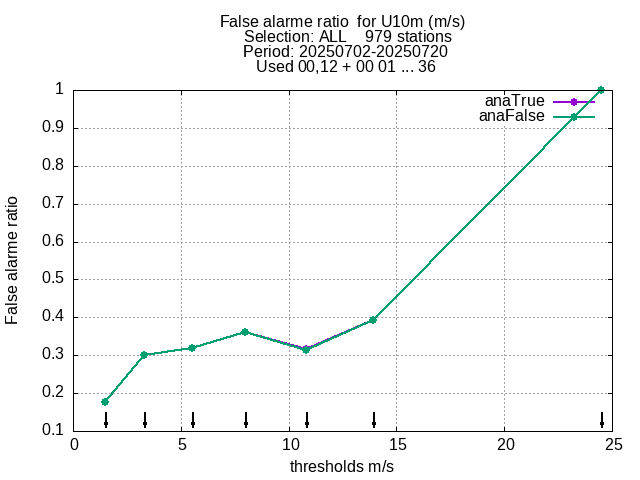 False alarme ratio  for U10m (m/s)
Selection: ALL    979 stations
Period: 20250702-20250720
Used 00,12 + 00 01 ... 36
anaTrue
anaFalse
1
0.9
0.8
0.7
0.6
0.5
0.4
0.3
0.2
0.1
False alarme ratio
0 5 10 15 20 25
thresholds m/s